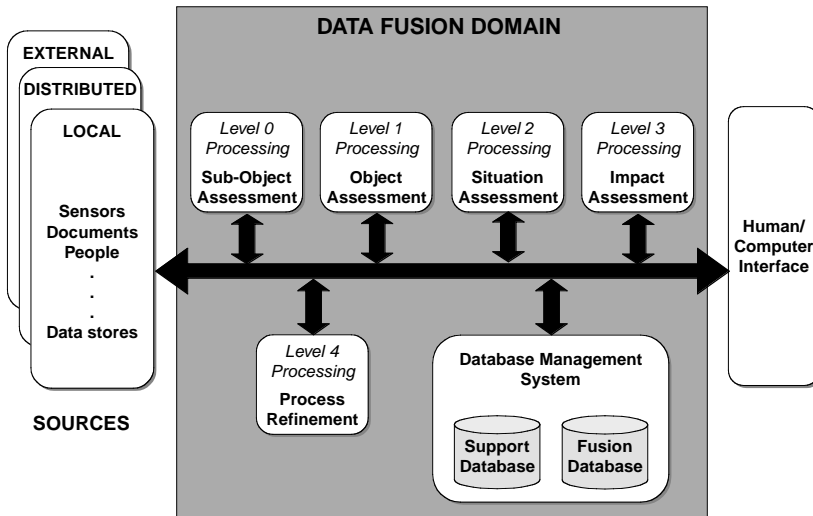 DATA FUSION DOMAIN
EXTERNAL
DISTRIBUTED
LOCAL
Sensors
Documents
People
.
.
.
Data stores
SOURCES
Level 0
Processing
Sub-Object
Assessment
Level 1
Processing
Object
Assessment
Level 2
Processing
Situation
Assessment
Level 3
Processing
Impact
Assessment
Human/
Computer
Interface
Level 4
Processing
Process
Refinement
Database Management
System
Support
Database
Fusion
Database